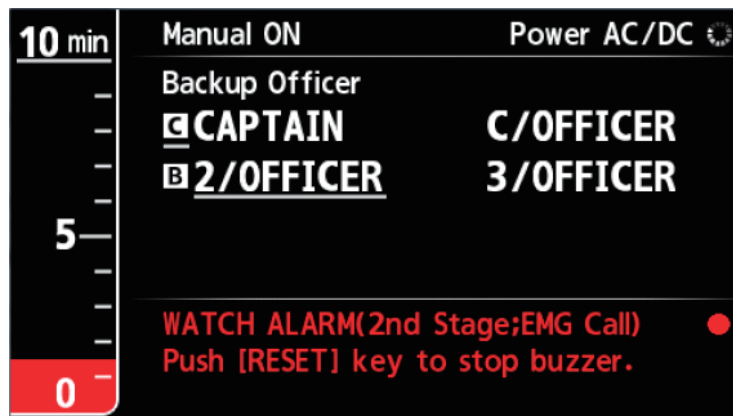 10 min
Manual ON Power AC/DC
Backup Officer
C CAPTAIN C/OFFICER
B 2/OFFICER 3/OFFICER
5
WATCH ALARM(2nd Stage;EMG Call)
Push [RESET] key to stop buzzer.
0